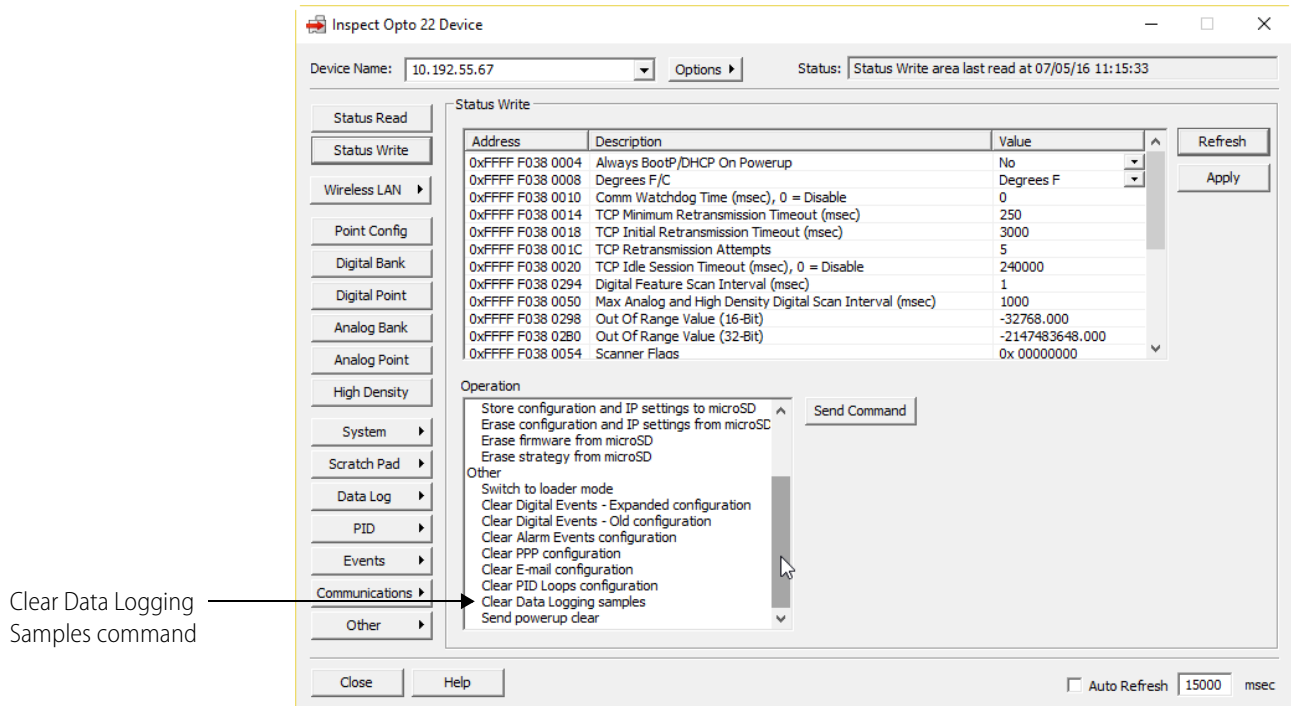 Inspect Opto 22 Device
Device Name: 10.192.55.67 Options Status: Status Write area last read at 07/05/16 11:15:33
Status Read
Status Write
Wireless LAN
Point Config
Digital Bank
Digital Point
Analog Bank
Analog Point
High Density
System
Scratch Pad
Data Log
PID
Events
Communications
Other
Status Write
Address Description Value
0xFFFF F038 0004 Always BootP/DHCP On Powerup No
0xFFFF F038 0008 Degrees F/C Degrees F
0xFFFF F038 0010 Comm Watchdog Time (msec), 0 = Disable 0
0xFFFF F038 0014 TCP Minimum Retransmission Timeout (msec) 250
0xFFFF F038 0018 TCP Initial Retransmission Timeout (msec) 3000
0xFFFF F038 001C TCP Retransmission Attempts 5
0xFFFF F038 0020 TCP Idle Session Timeout (msec), 0 = Disable 240000
0xFFFF F038 0294 Digital Feature Scan Interval (msec) 1
0xFFFF F038 0050 Max Analog and High Density Digital Scan Interval (msec) 1000
0xFFFF F038 0298 Out Of Range Value (16-Bit) -32768.000
0xFFFF F038 02B0 Out Of Range Value (32-Bit) -2147483648.000
0xFFFF F038 0054 Scanner Flags 0x 00000000
Refresh
Apply
Operation
Store configuration and IP settings to microSD
Erase configuration and IP settings from microSD
Erase firmware from microSD
Erase strategy from microSD
Other
Switch to loader mode
Clear Digital Events - Expanded configuration
Clear Digital Events - Old configuration
Clear Alarm Events configuration
Clear PPP configuration
Clear E-mail configuration
Clear PID Loops configuration
Clear Data Logging samples
Send powerup clear
Send Command
Clear Data Logging
Samples command
Close Help Auto Refresh 15000 msec